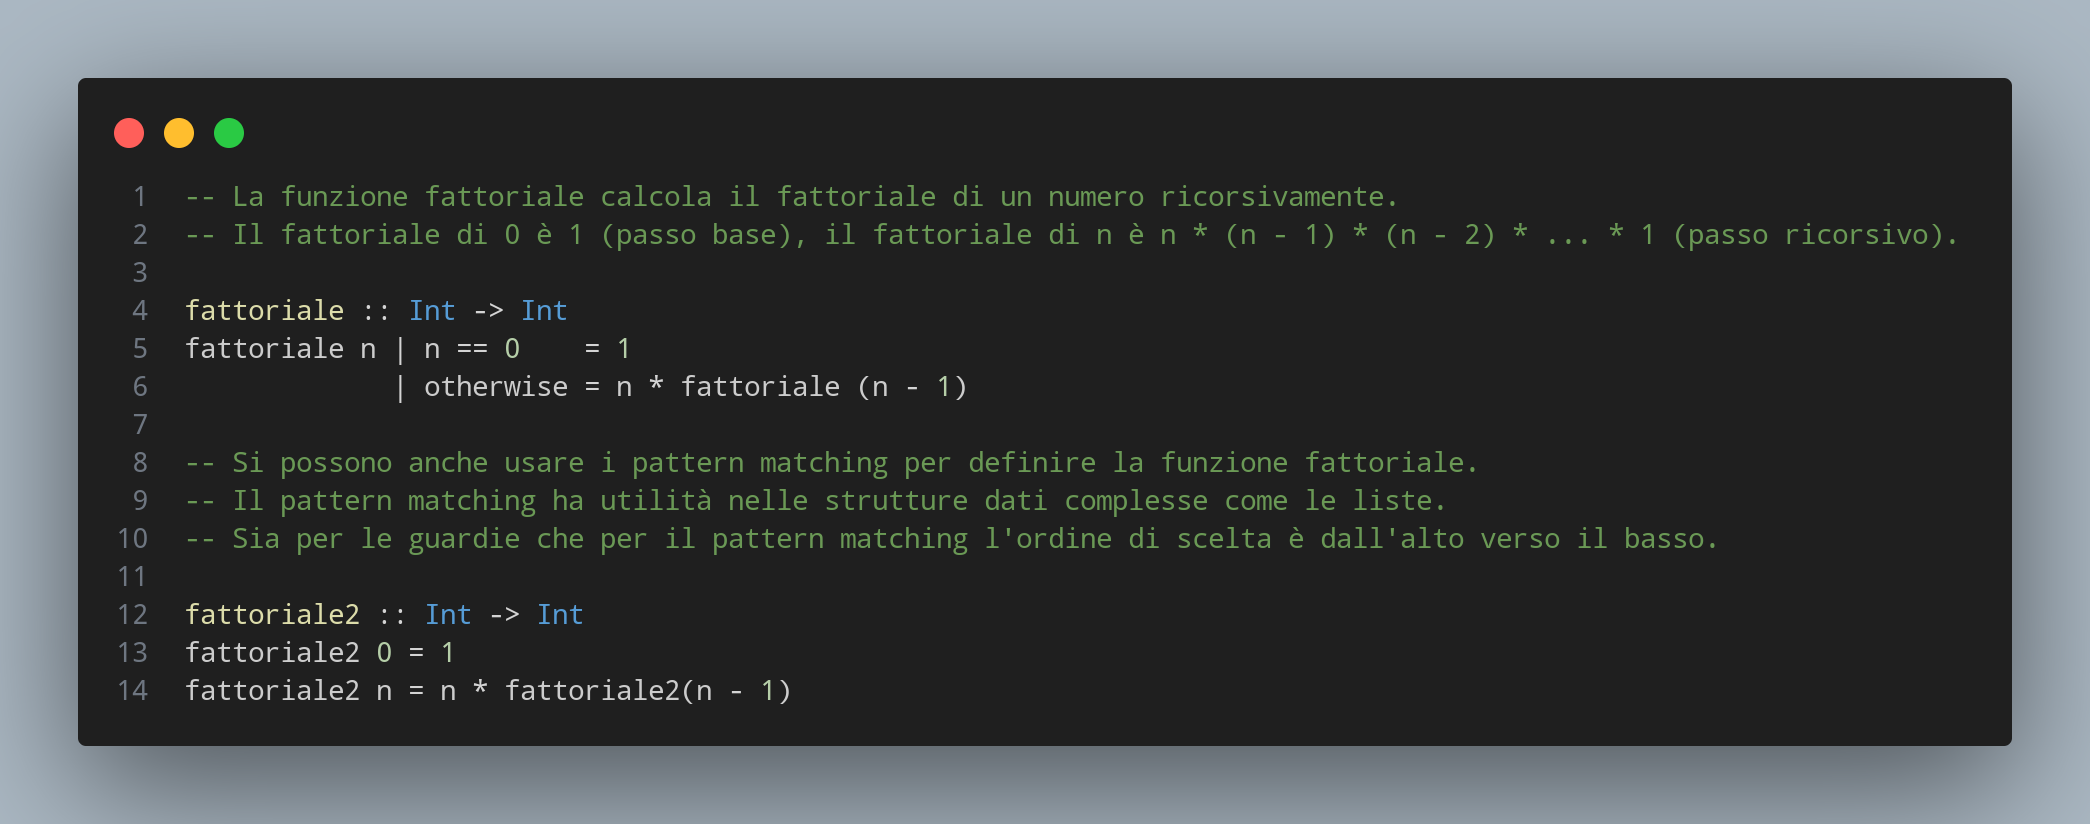 1 -- La funzione fattoriale calcola il fattoriale di un numero ricorsivamente.
2 -- Il fattoriale di 0 è 1 (passo base), il fattoriale di n è n * (n - 1) * (n - 2) * ... * 1 (passo ricorsivo).
3
4 fattoriale :: Int -> Int
5 fattoriale n | n == 0    = 1
6              | otherwise = n * fattoriale (n - 1)
7
8 -- Si possono anche usare i pattern matching per definire la funzione fattoriale.
9 -- Il pattern matching ha utilità nelle strutture dati complesse come le liste.
10 -- Sia per le guardie che per il pattern matching l'ordine di scelta è dall'alto verso il basso.
11
12 fattoriale2 :: Int -> Int
13 fattoriale2 0 = 1
14 fattoriale2 n = n * fattoriale2(n - 1)